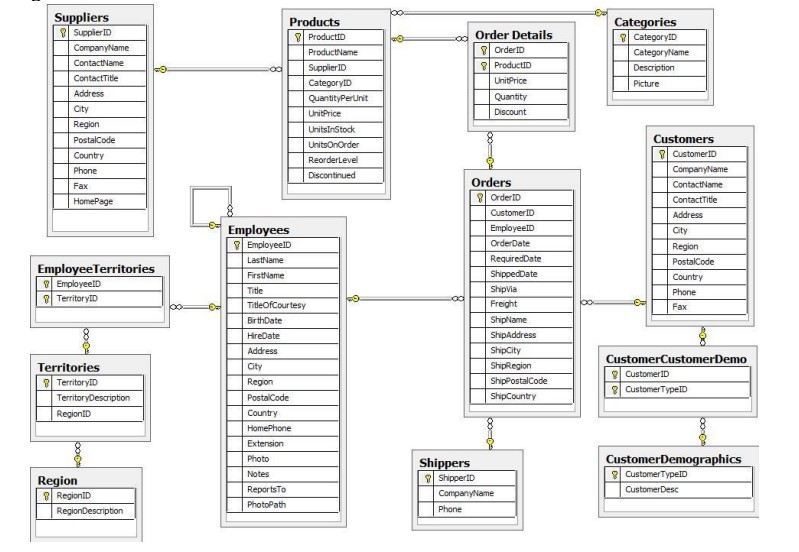 Suppliers
SupplierID
CompanyName
ContactName
ContactTitle
Address
City
Region
PostalCode
Country
Phone
Fax
HomePage
Products
ProductID
ProductName
SupplierID
CategoryID
QuantityPerUnit
UnitPrice
UnitsInStock
UnitsOnOrder
ReorderLevel
Discontinued
Order Details
OrderID
ProductID
UnitPrice
Quantity
Discount
Categories
CategoryID
CategoryName
Description
Picture
Customers
CustomerID
CompanyName
ContactName
ContactTitle
Address
City
Region
PostalCode
Country
Phone
Fax
Orders
OrderID
CustomerID
EmployeeID
OrderDate
RequiredDate
ShippedDate
ShipVia
Freight
ShipName
ShipAddress
ShipCity
ShipRegion
ShipPostalCode
ShipCountry
Employees
EmployeeID
LastName
FirstName
Title
TitleOfCourtesy
BirthDate
HireDate
Address
City
Region
PostalCode
Country
HomePhone
Extension
Photo
Notes
ReportsTo
PhotoPath
EmployeeTerritories
EmployeeID
TerritoryID
Territories
TerritoryID
TerritoryDescription
RegionID
Region
RegionID
RegionDescription
Shippers
ShipperID
CompanyName
Phone
CustomerCustomerDemo
CustomerID
CustomerTypeID
CustomerDemographics
CustomerTypeID
CustomerDesc